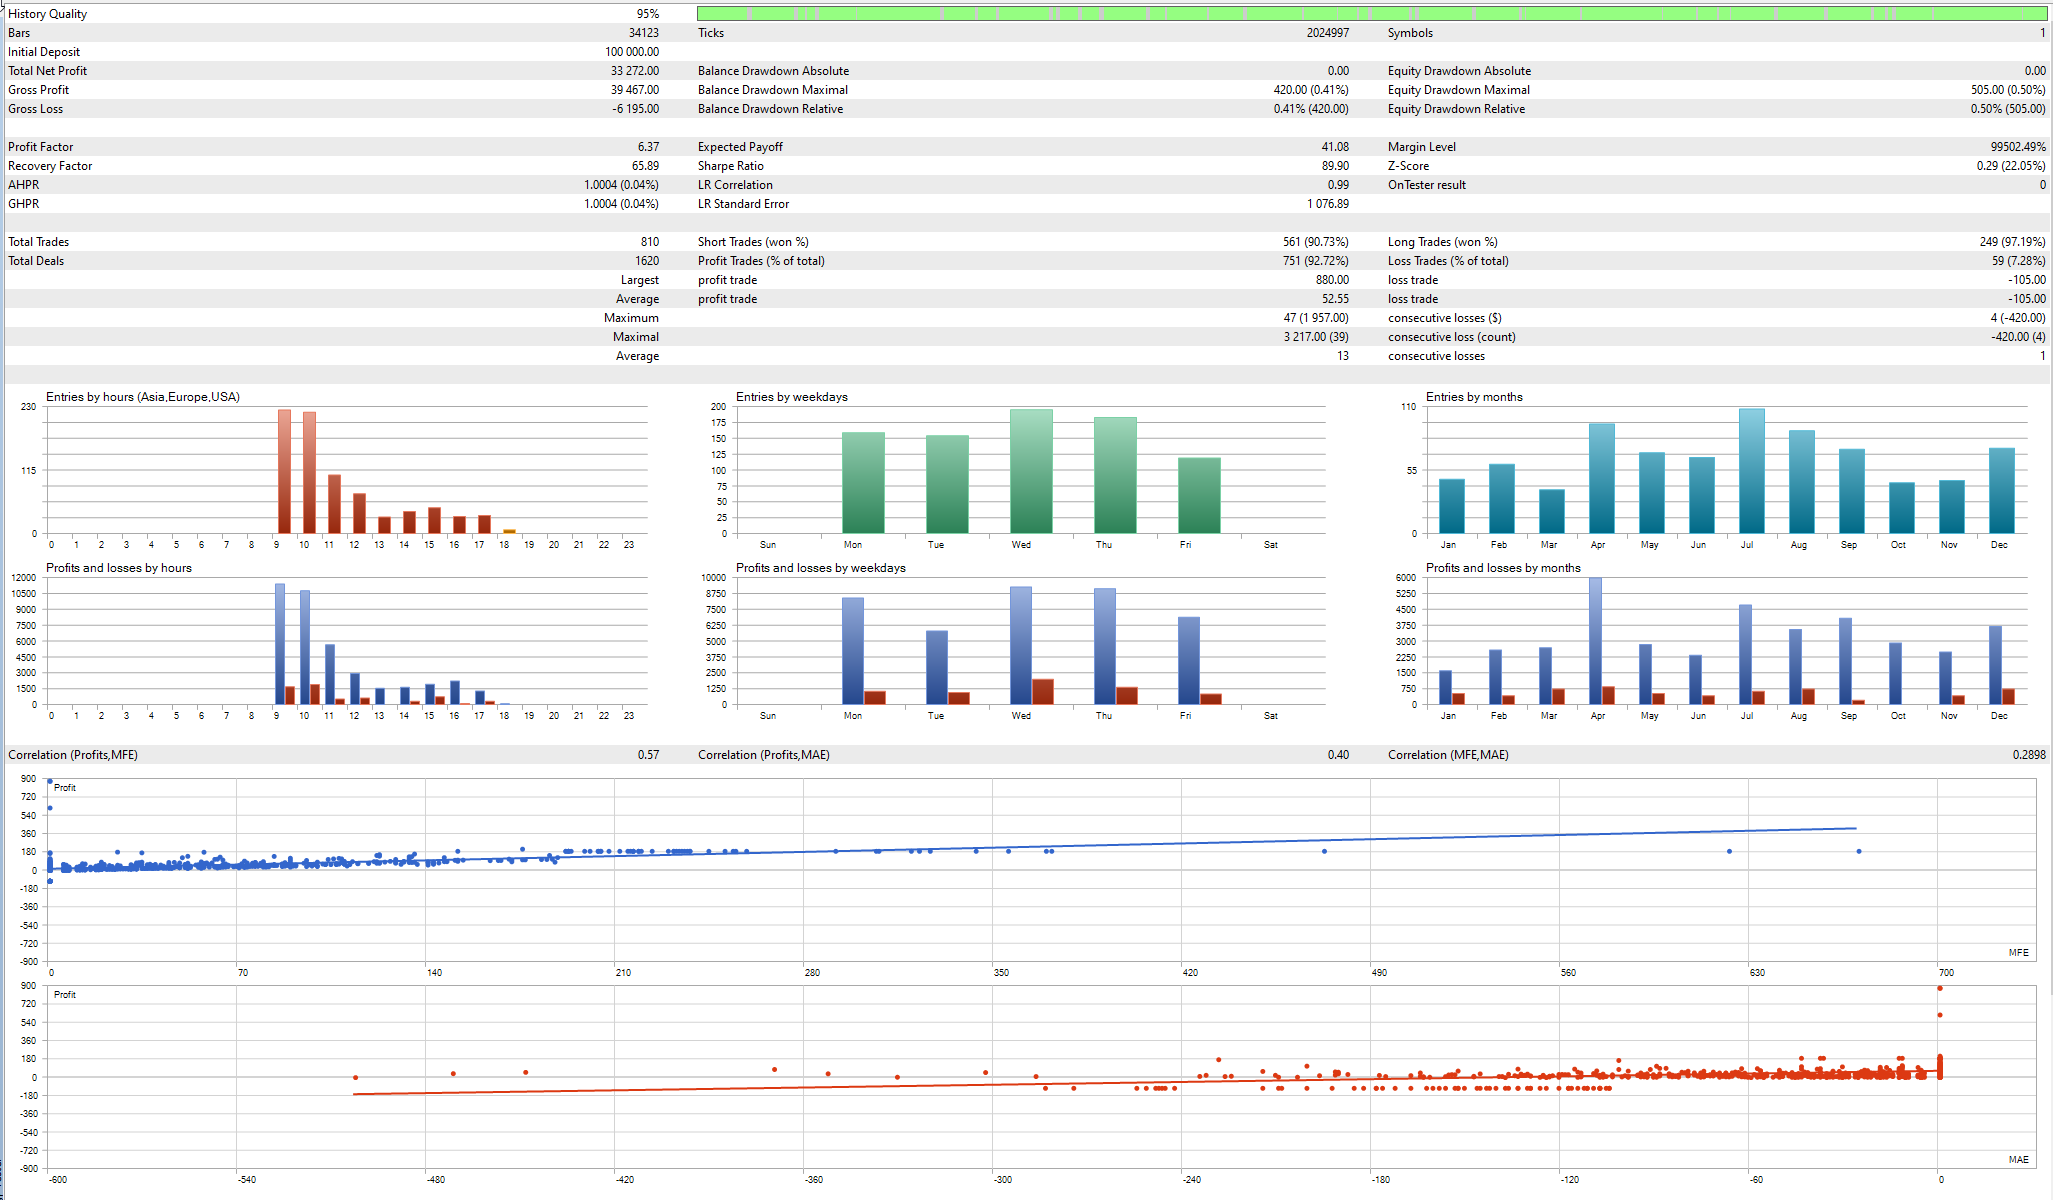 History Quality 95%
Bars 34123 Ticks 2024997 Symbols 1
Initial Deposit 100 000.00
Total Net Profit 33 272.00 Balance Drawdown Absolute 0.00 Equity Drawdown Absolute 0.00
Gross Profit 39 467.00 Balance Drawdown Maximal 420.00 (0.41%) Equity Drawdown Maximal 505.00 (0.50%)
Gross Loss -6 195.00 Balance Drawdown Relative 0.41% (420.00) Equity Drawdown Relative 0.50% (505.00)
Profit Factor 6.37 Expected Payoff 41.08 Margin Level 99502.49%
Recovery Factor 65.89 Sharpe Ratio 89.90 Z-Score 0.29 (22.05%)
AHPR 1.0004 (0.04%) LR Correlation 0.99 OnTester result 0
GHPR 1.0004 (0.04%) LR Standard Error 1 076.89
Total Trades 810 Short Trades (won %) 561 (90.73%) Long Trades (won %) 249 (97.19%)
Total Deals 1620 Profit Trades (% of total) 751 (92.72%) Loss Trades (% of total) 59 (7.28%)
Largest profit trade 880.00 loss trade -105.00
Average profit trade 52.55 loss trade -105.00
Maximum 47 (1 957.00) consecutive losses ($) 4 (-420.00)
Maximal 3 217.00 (39) consecutive loss (count) -420.00 (4)
Average 13 consecutive losses 1
Entries by hours (Asia,Europe,USA)
230
115
0
0 1 2 3 4 5 6 7 8 9 10 11 12 13 14 15 16 17 18 19 20 21 22 23
Entries by weekdays
200
175
150
125
100
75
50
25
0
Sun Mon Tue Wed Thu Fri Sat
Entries by months
110
55
0
Jan Feb Mar Apr May Jun Jul Aug Sep Oct Nov Dec
Profits and losses by hours
12000
10500
9000
7500
6000
4500
3000
1500
0
0 1 2 3 4 5 6 7 8 9 10 11 12 13 14 15 16 17 18 19 20 21 22 23
Profits and losses by weekdays
10000
8750
7500
6250
5000
3750
2500
1250
0
Sun Mon Tue Wed Thu Fri Sat
Profits and losses by months
6000
5250
4500
3750
3000
2250
1500
750
0
Jan Feb Mar Apr May Jun Jul Aug Sep Oct Nov Dec
Correlation (Profits,MFE) 0.57 Correlation (Profits,MAE) 0.40 Correlation (MFE,MAE) 0.2898
Profit
900
720
540
360
180
0
-180
-360
-540
-720
-900
MFE
0 70 140 210 280 350 420 490 560 630 700
Profit
900
720
540
360
180
0
-180
-360
-540
-720
-900
MAE
-600 -540 -480 -420 -360 -300 -240 -180 -120 -60 0